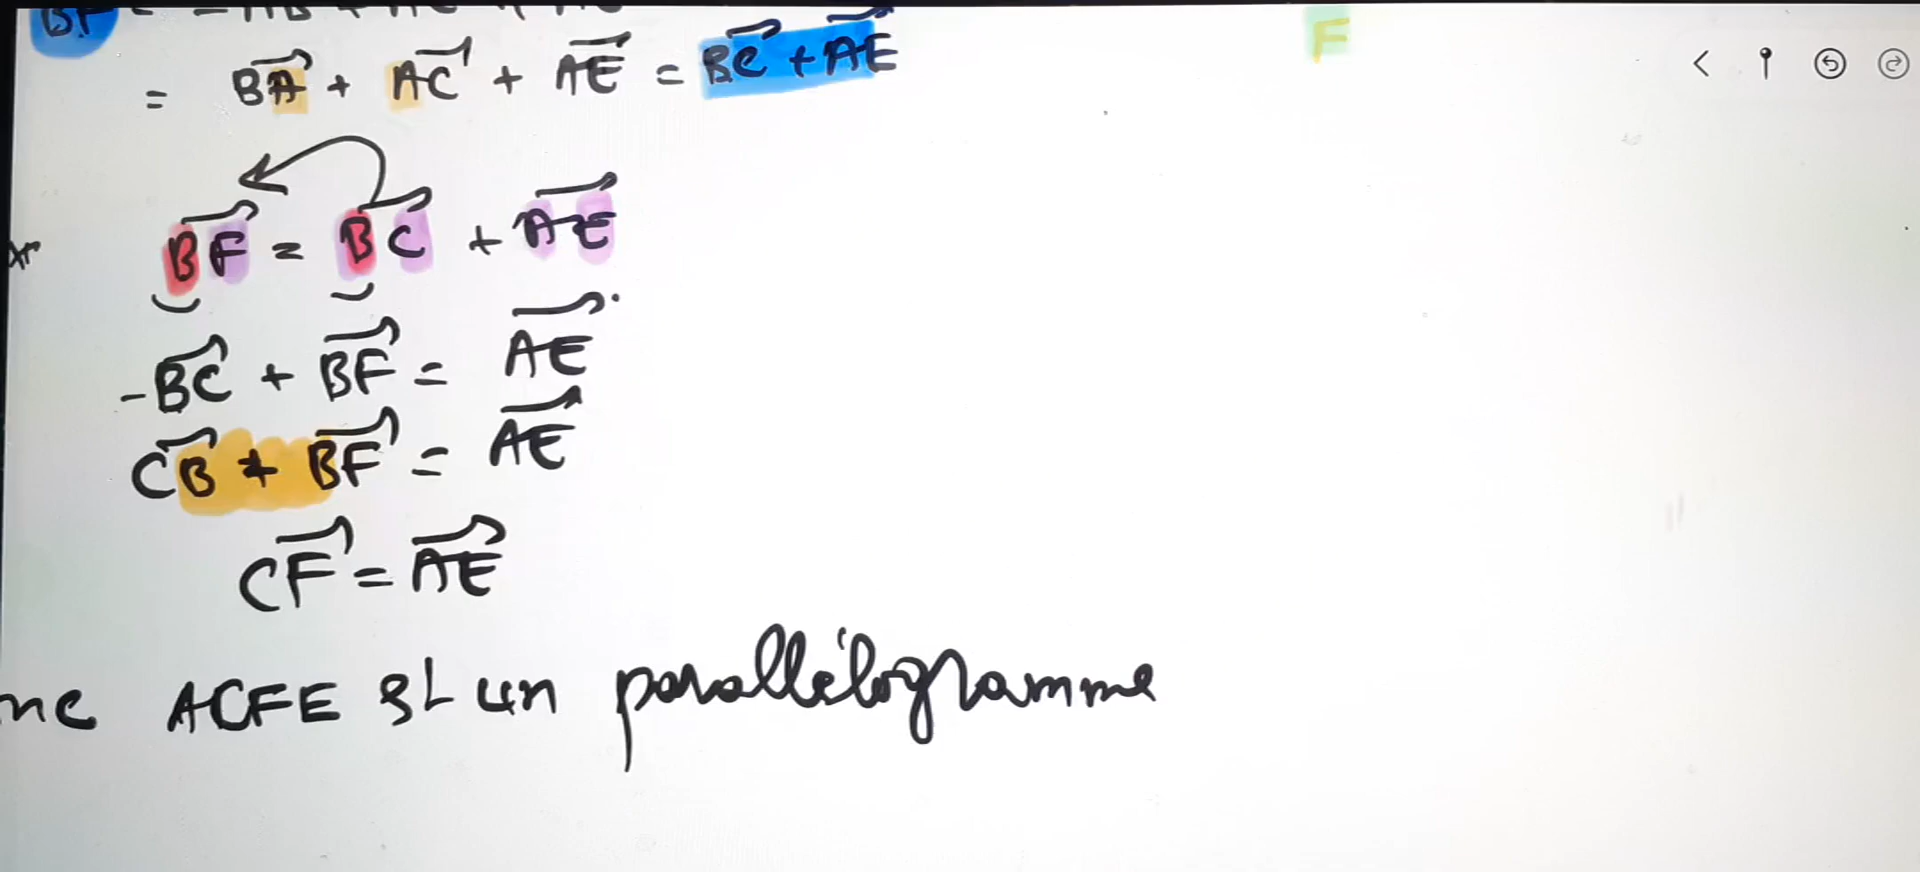 F
= BA + AC + AE = BC + AE
BF = BC + AE
-BC + BF = AE
CB + BF = AE
CF = AE
ACFE est un parallélogramme